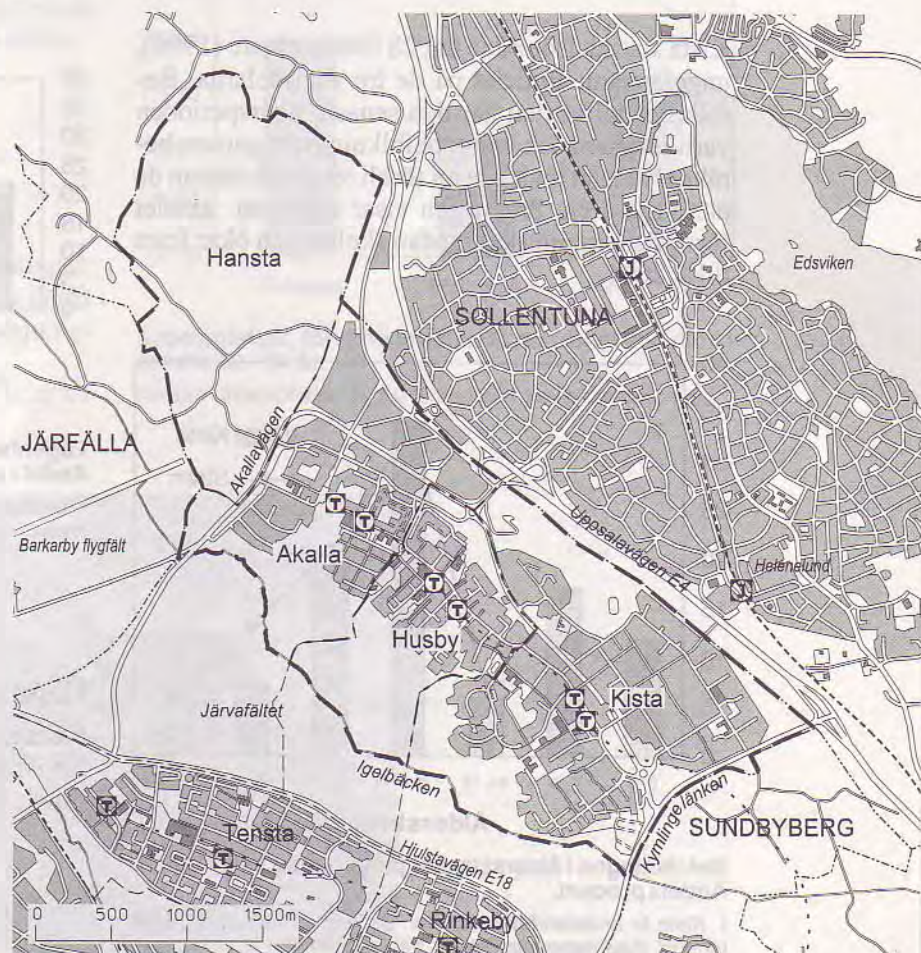 Hansta
Edsviken
SOLLENTUNA
J
JÄRFÄLLA
Akallavägen
Barkarby flygfält
T
T
Akalla
Uppsalavägen E4
Helenelund
J
T
T
Husby
Järvafältet
T
T
Kista
Igelbäcken
Kymlingelänken
SUNDBYBERG
T
Tensta
T
Hjulstavägen E18
0 500 1000 1500m
Rinkeby
T